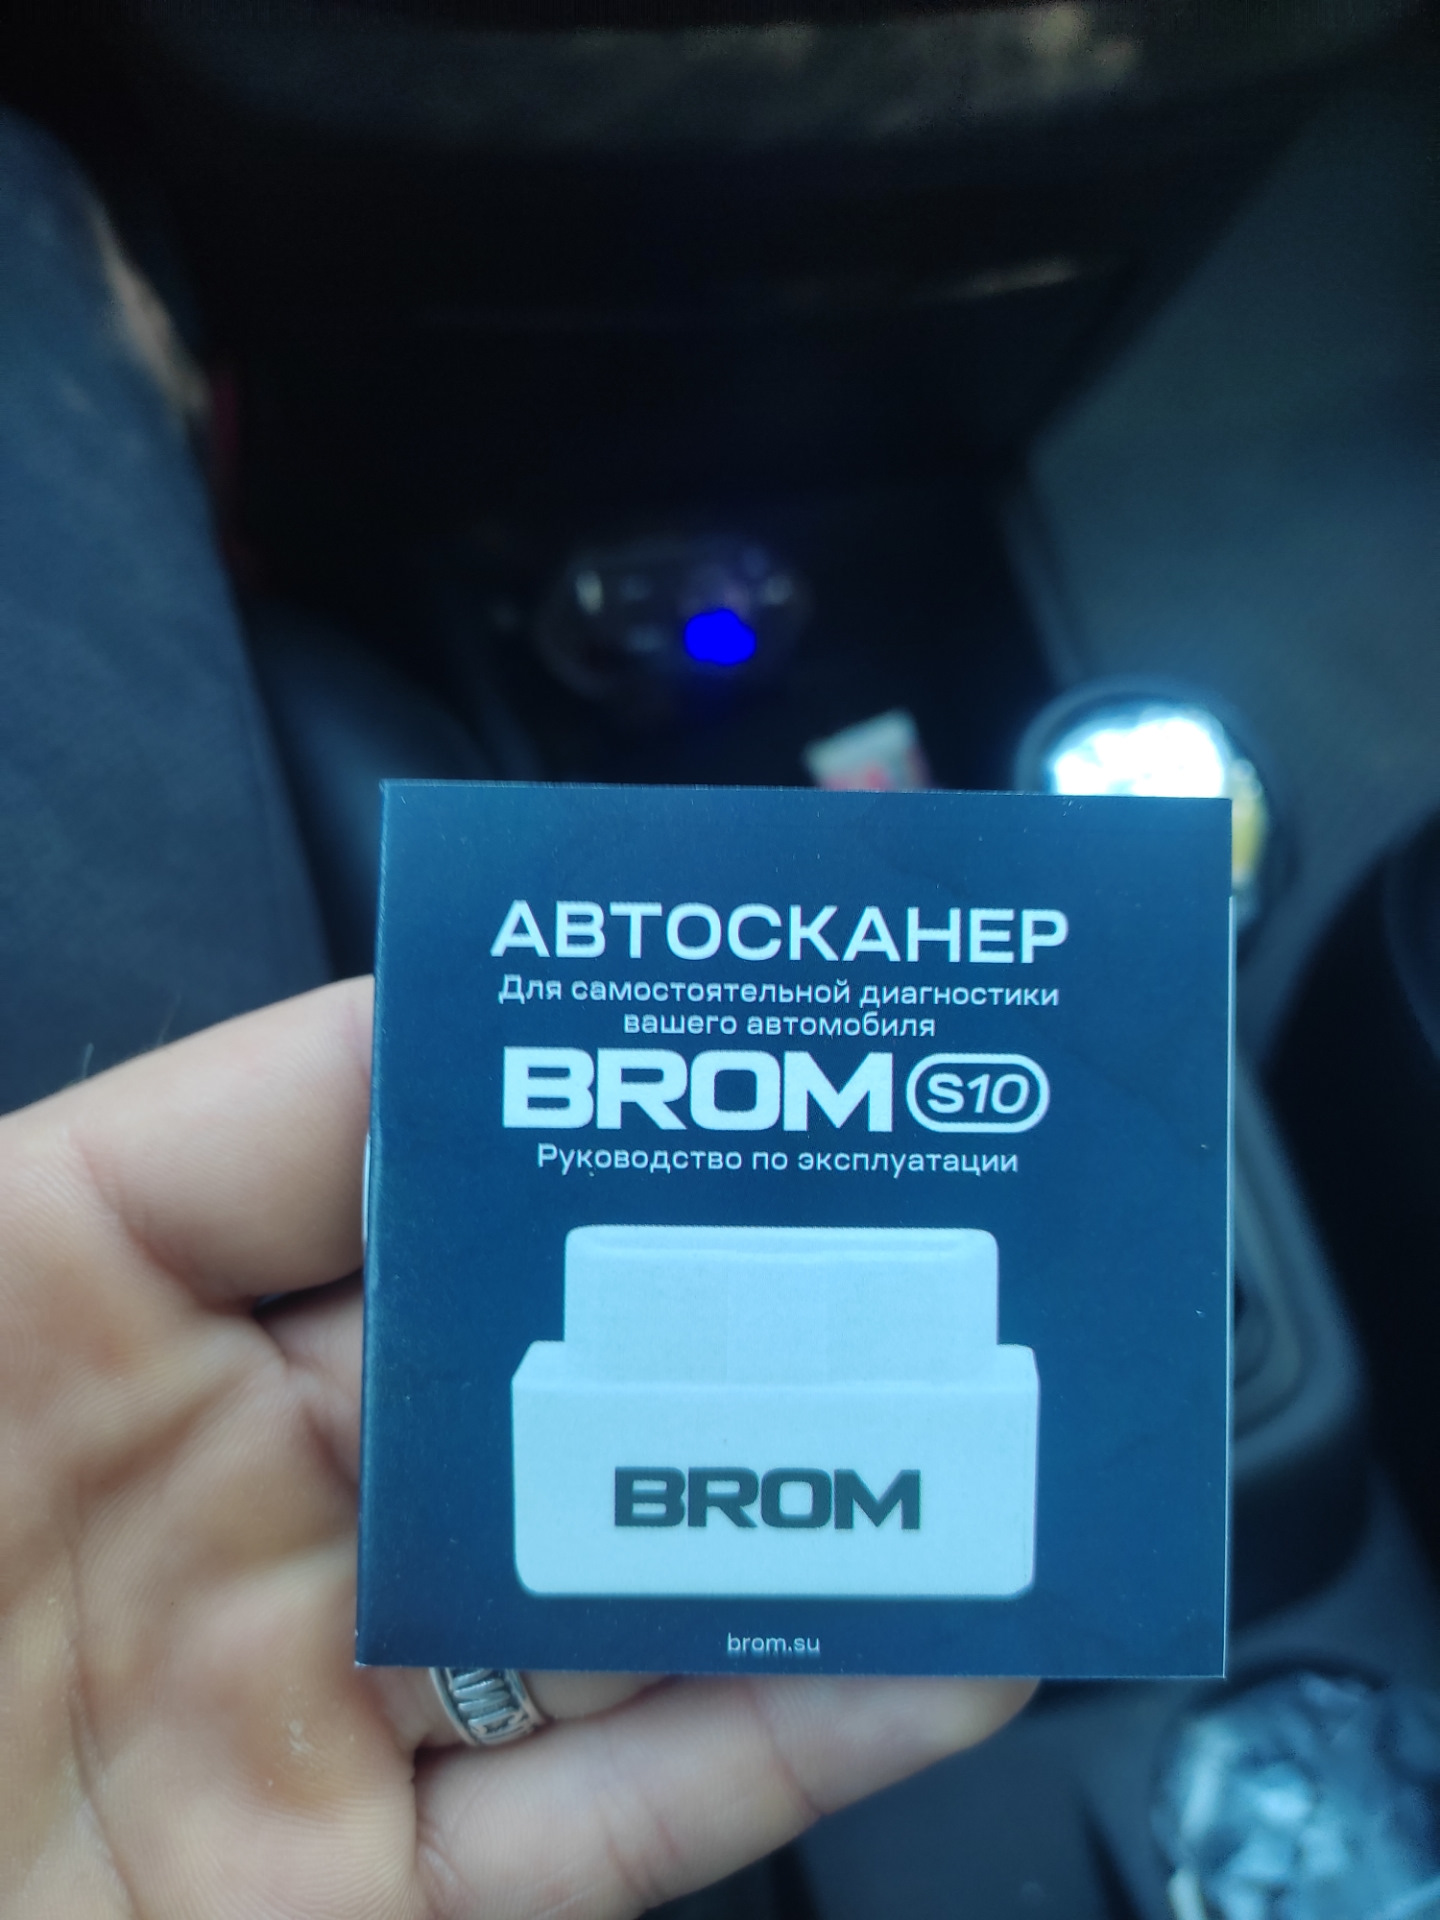 АВТОСКАНЕР
Для самостоятельной диагностики
вашего автомобиля
BROM S10
Руководство по эксплуатации
BROM
brom.su